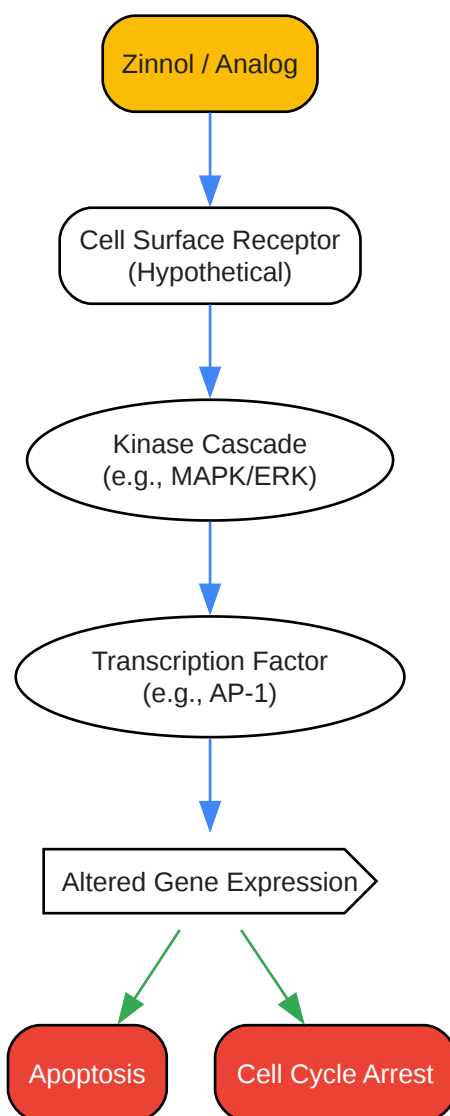 Zinnol / Analog
Cell Surface Receptor
(Hypothetical)
Kinase Cascade
(e.g., MAPK/ERK)
Transcription Factor
(e.g., AP-1)
Altered Gene Expression
Apoptosis
Cell Cycle Arrest